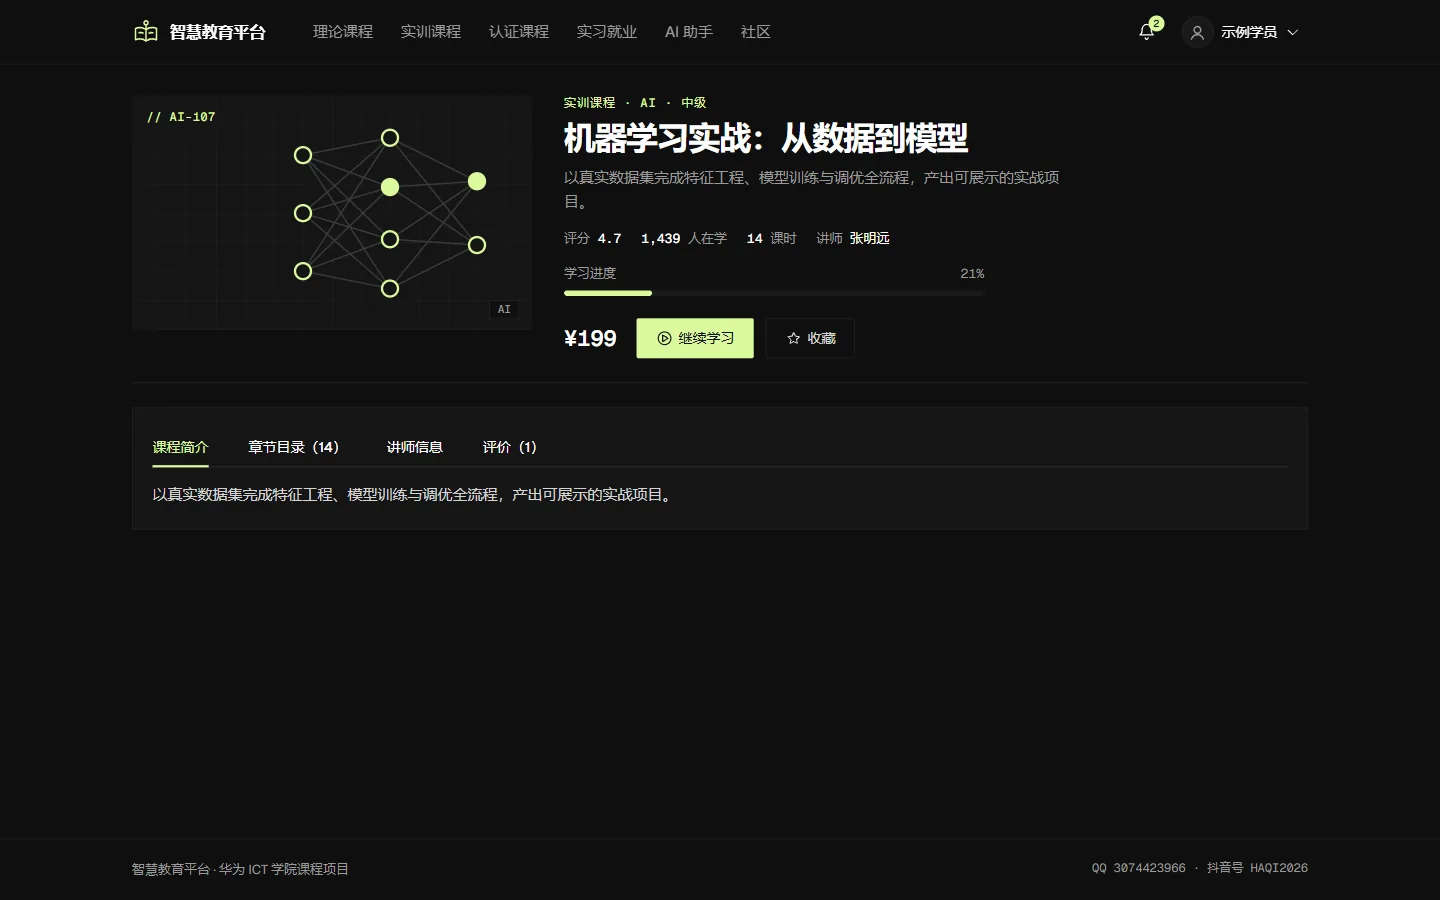 智慧教育平台 理论课程 实训课程 认证课程 实习就业 AI 助手 社区 2 示例学员
// AI-107
AI
实训课程 · AI · 中级
机器学习实战：从数据到模型
以真实数据集完成特征工程、模型训练与调优全流程，产出可展示的实战项
目。
评分 4.7 1,439 人在学 14 课时 讲师 张明远
学习进度 21%
¥199 继续学习 收藏
课程简介 章节目录（14） 讲师信息 评价（1）
以真实数据集完成特征工程、模型训练与调优全流程，产出可展示的实战项目。
智慧教育平台 · 华为 ICT 学院课程项目 QQ 3074423966 · 抖音号 HAQI2026